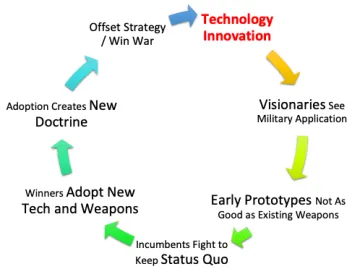 Technology
Innovation
Visionaries See
Military Application
Early Prototypes Not As
Good as Existing Weapons
Incumbents Fight to
Keep Status Quo
Winners Adopt New
Tech and Weapons
Adoption Creates New
Doctrine
Offset Strategy
/ Win War